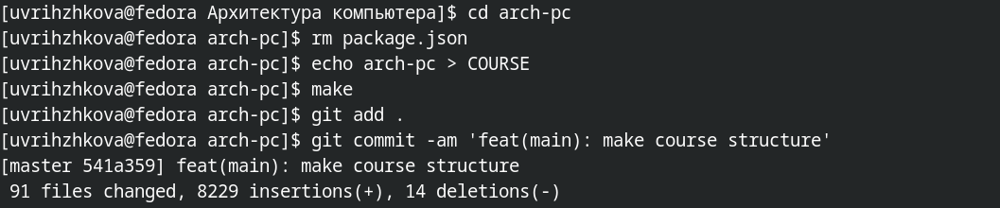 [uvrihzhkova@fedora Архитектура компьютера]$ cd arch-pc
[uvrihzhkova@fedora arch-pc]$ rm package.json
[uvrihzhkova@fedora arch-pc]$ echo arch-pc > COURSE
[uvrihzhkova@fedora arch-pc]$ make
[uvrihzhkova@fedora arch-pc]$ git add .
[uvrihzhkova@fedora arch-pc]$ git commit -am 'feat(main): make course structure'
[master 541a359] feat(main): make course structure
 91 files changed, 8229 insertions(+), 14 deletions(-)